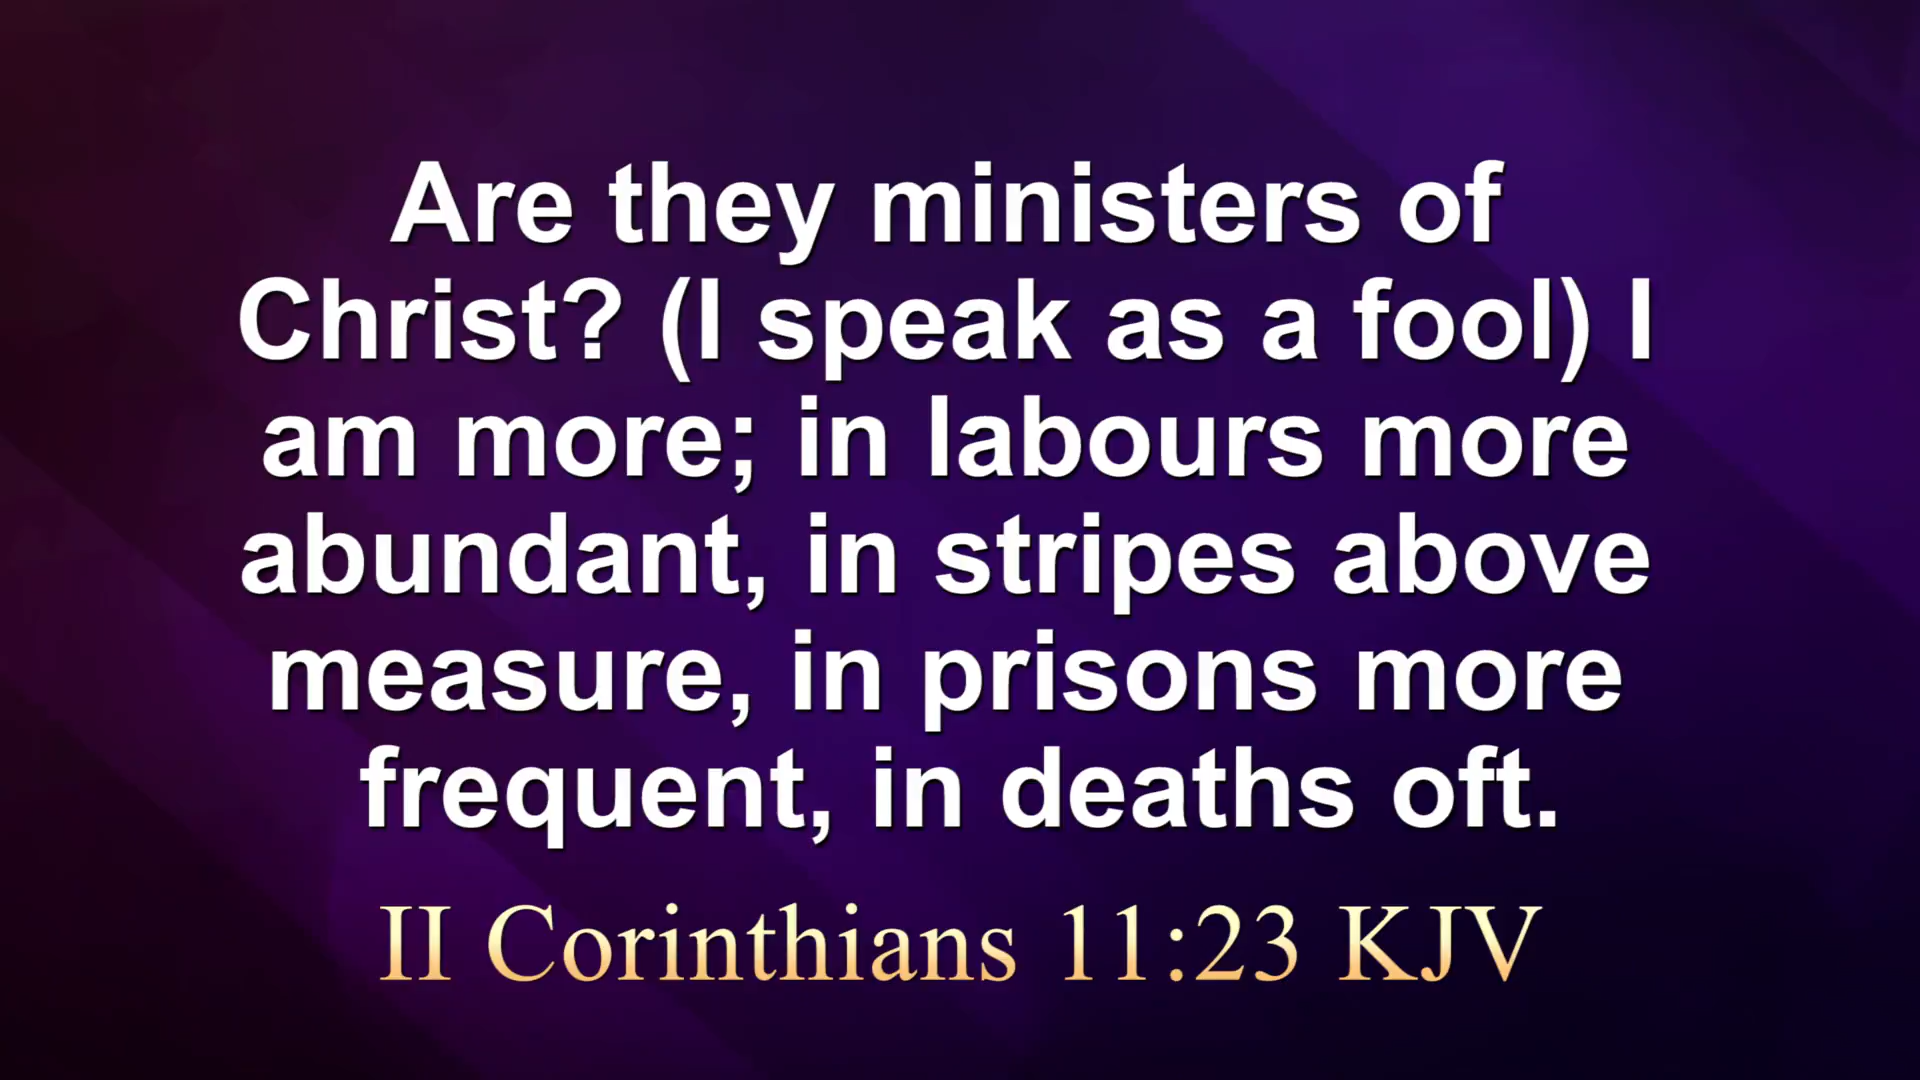 Are they ministers of
Christ? (I speak as a fool) I
am more; in labours more
abundant, in stripes above
measure, in prisons more
frequent, in deaths oft.
II Corinthians 11:23 KJV